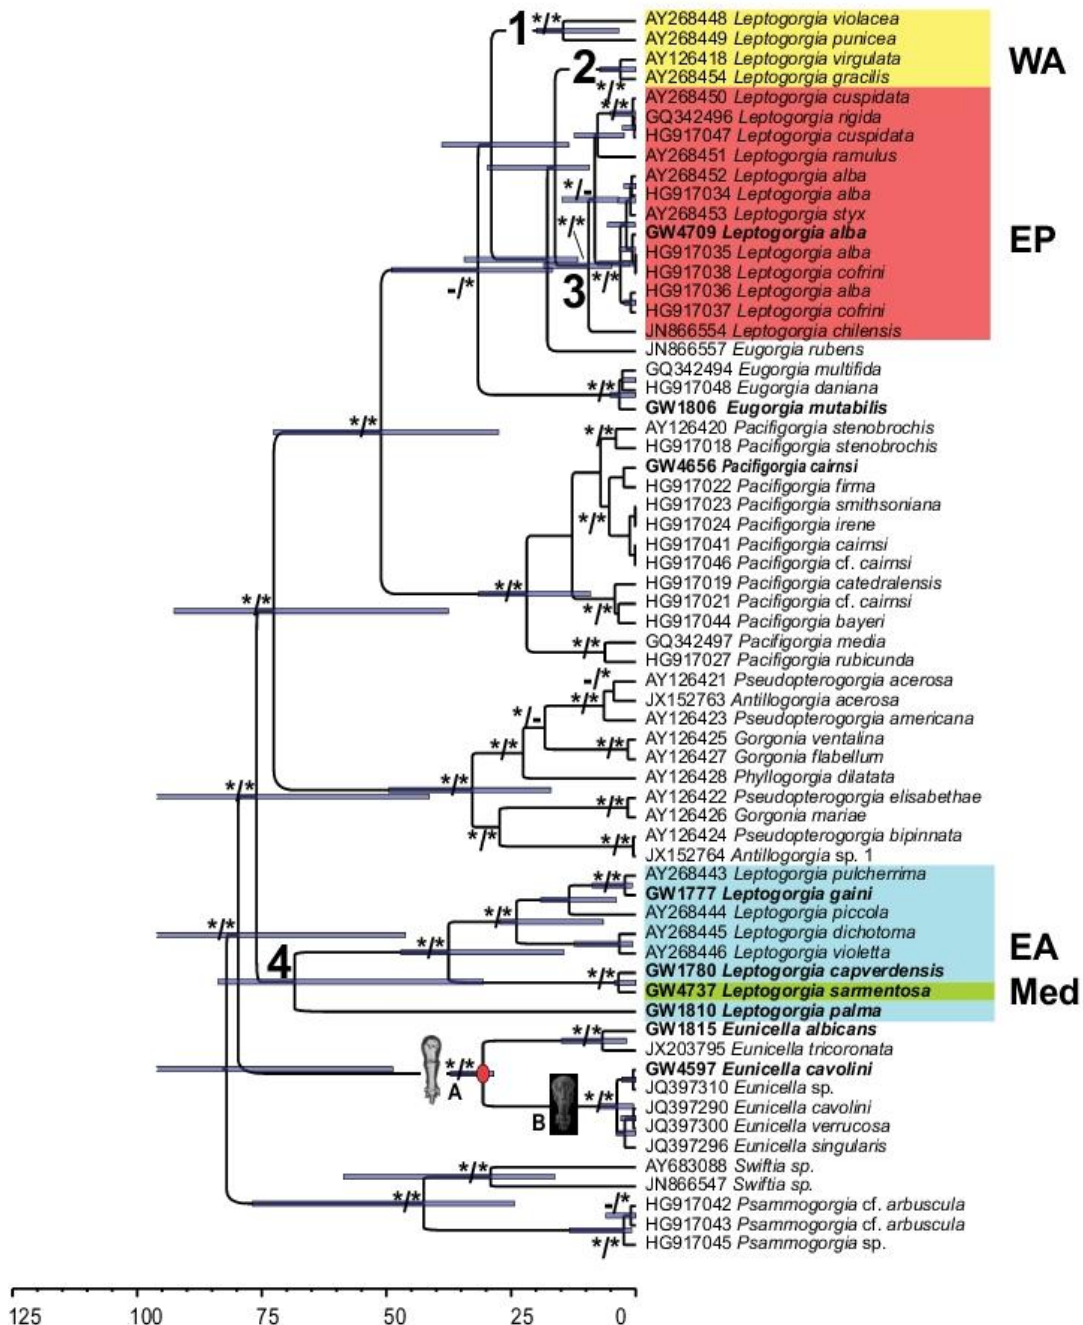 1
*/*
AY268448 Leptogorgia violacea
AY268449 Leptogorgia punicea
WA
2
AY126418 Leptogorgia virgulata
AY268454 Leptogorgia gracilis
*/*
AY268450 Leptogorgia cuspidata
*/*
GQ342496 Leptogorgia rigida
HG917047 Leptogorgia cuspidata
AY268451 Leptogorgia ramulus
AY268452 Leptogorgia alba
*/-
HG917034 Leptogorgia alba
AY268453 Leptogorgia styx
*/*
GW4709 Leptogorgia alba
EP
HG917035 Leptogorgia alba
HG917038 Leptogorgia cofrini
*/*
-/*
3
HG917036 Leptogorgia alba
HG917037 Leptogorgia cofrini
JN866554 Leptogorgia chilensis
JN866557 Eugorgia rubens
GQ342494 Eugorgia multifida
*/*
HG917048 Eugorgia daniana
GW1806 Eugorgia mutabilis
*/*
*/*
AY126420 Pacifigorgia stenobrochis
HG917018 Pacifigorgia stenobrochis
GW4656 Pacifigorgia cairnsi
HG917022 Pacifigorgia firma
HG917023 Pacifigorgia smithsoniana
*/*
HG917024 Pacifigorgia irene
HG917041 Pacifigorgia cairnsi
HG917046 Pacifigorgia cf. cairnsi
*/*
HG917019 Pacifigorgia catedralensis
*/*
HG917021 Pacifigorgia cf. cairnsi
*/*
HG917044 Pacifigorgia bayeri
*/*
GQ342497 Pacifigorgia media
HG917027 Pacifigorgia rubicunda
-/*
AY126421 Pseudopterogorgia acerosa
*/*
JX152763 Antillogorgia acerosa
*/-
AY126423 Pseudopterogorgia americana
*/*
*/*
AY126425 Gorgonia ventalina
AY126427 Gorgonia flabellum
*/*
*/*
AY126428 Phyllogorgia dilatata
*/*
AY126422 Pseudopterogorgia elisabethae
AY126426 Gorgonia mariae
*/*
*/*
AY126424 Pseudopterogorgia bipinnata
JX152764 Antillogorgia sp. 1
*/*
AY268443 Leptogorgia pulcherrima
GW1777 Leptogorgia gaini
*/*
AY268444 Leptogorgia piccola
*/*
*/*
AY268445 Leptogorgia dichotoma
EA
AY268446 Leptogorgia violetta
4
*/*
GW1780 Leptogorgia capverdensis
GW4737 Leptogorgia sarmentosa
Med
GW1810 Leptogorgia palma
*/*
GW1815 Eunicella albicans
JX203795 Eunicella tricoronata
*/*
GW4597 Eunicella cavolini
A
JQ397310 Eunicella sp.
*/*
JQ397290 Eunicella cavolini
B
JQ397300 Eunicella verrucosa
JQ397296 Eunicella singularis
*/*
AY683088 Swiftia sp.
JN866547 Swiftia sp.
*/*
-/*
HG917042 Psammogorgia cf. arbuscula
HG917043 Psammogorgia cf. arbuscula
*/*
HG917045 Psammogorgia sp.
125 100 75 50 25 0